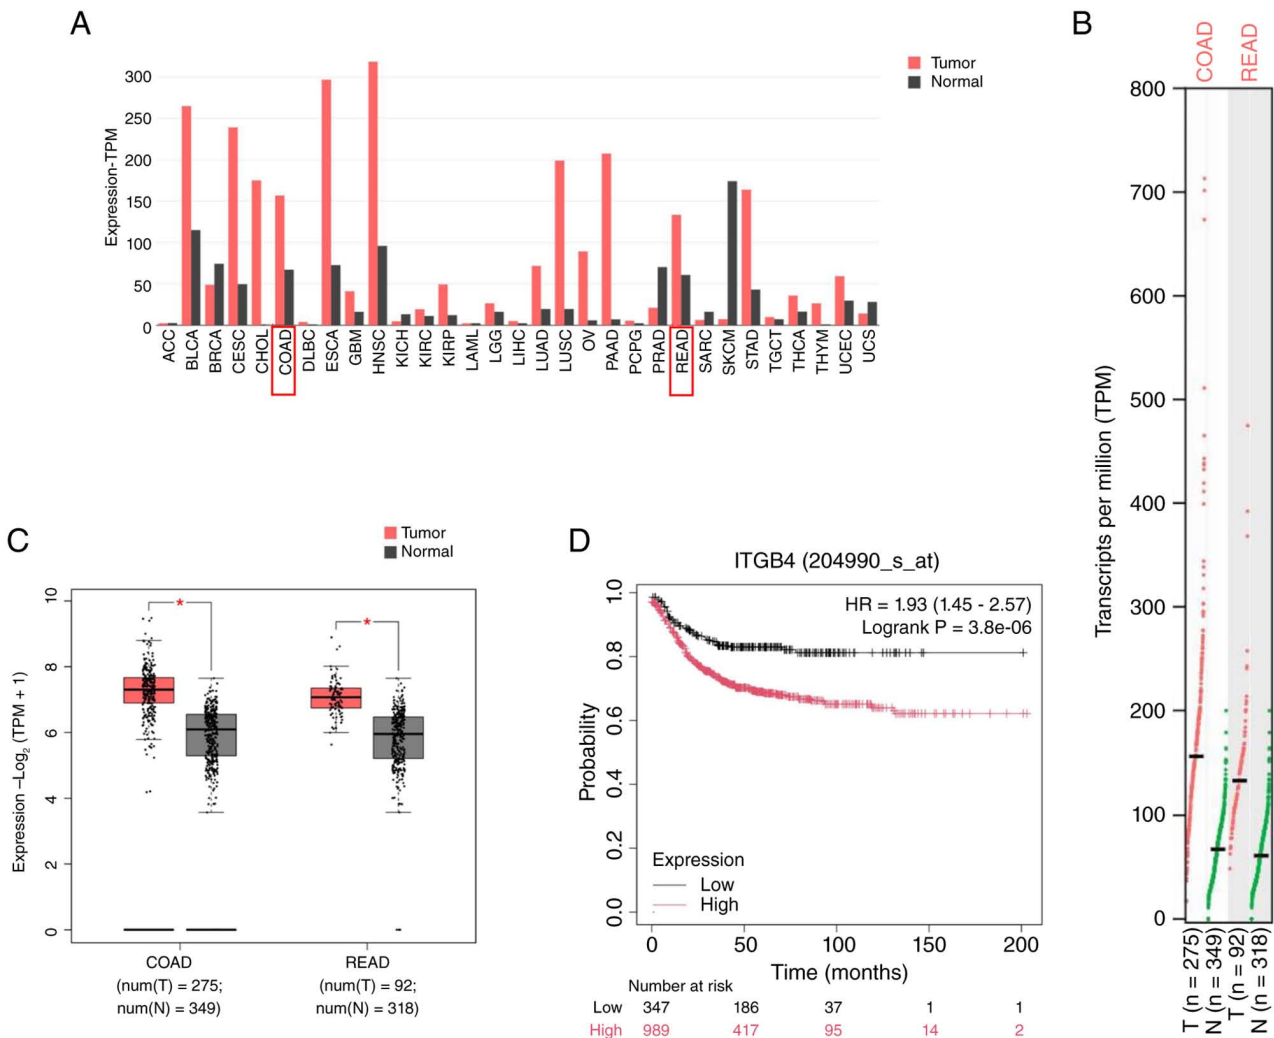 A
Tumor
Normal
Expression-TPM
300
250
200
150
100
50
0
ACC
BLCA
BRCA
CESC
CHOL
COAD
DLBC
ESCA
GBM
HNSC
KICH
KIRC
KIRP
LAML
LGG
LIHC
LUAD
LUSC
OV
PAAD
PCPG
PRAD
READ
SARC
SKCM
STAD
TGCT
THCA
THYM
UCEC
UCS
B
COAD
READ
Transcripts per million (TPM)
800
700
600
500
400
300
200
100
0
T (n = 275)
N (n = 349)
T (n = 92)
N (n = 318)
C
Tumor
Normal
Expression –Log2 (TPM + 1)
10
8
6
4
2
0
*
*
COAD
(num(T) = 275;
num(N) = 349)
READ
(num(T) = 92;
num(N) = 318)
D
ITGB4 (204990_s_at)
HR = 1.93 (1.45 - 2.57)
Logrank P = 3.8e-06
Probability
1.0
0.8
0.6
0.4
0.2
0.0
Expression
Low
High
0 50 100 150 200
Time (months)
Number at risk
Low 347 186 37 1 1
High 989 417 95 14 2